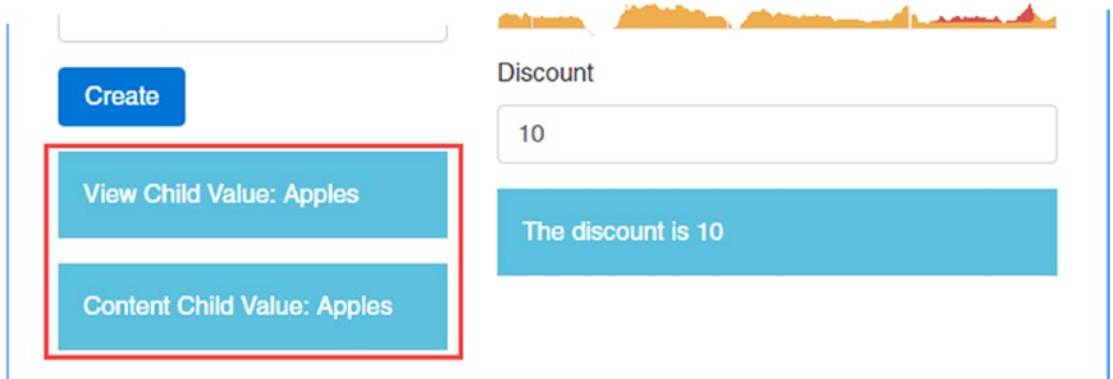 Create
View Child Value: Apples
Content Child Value: Apples
Discount
10
The discount is 10